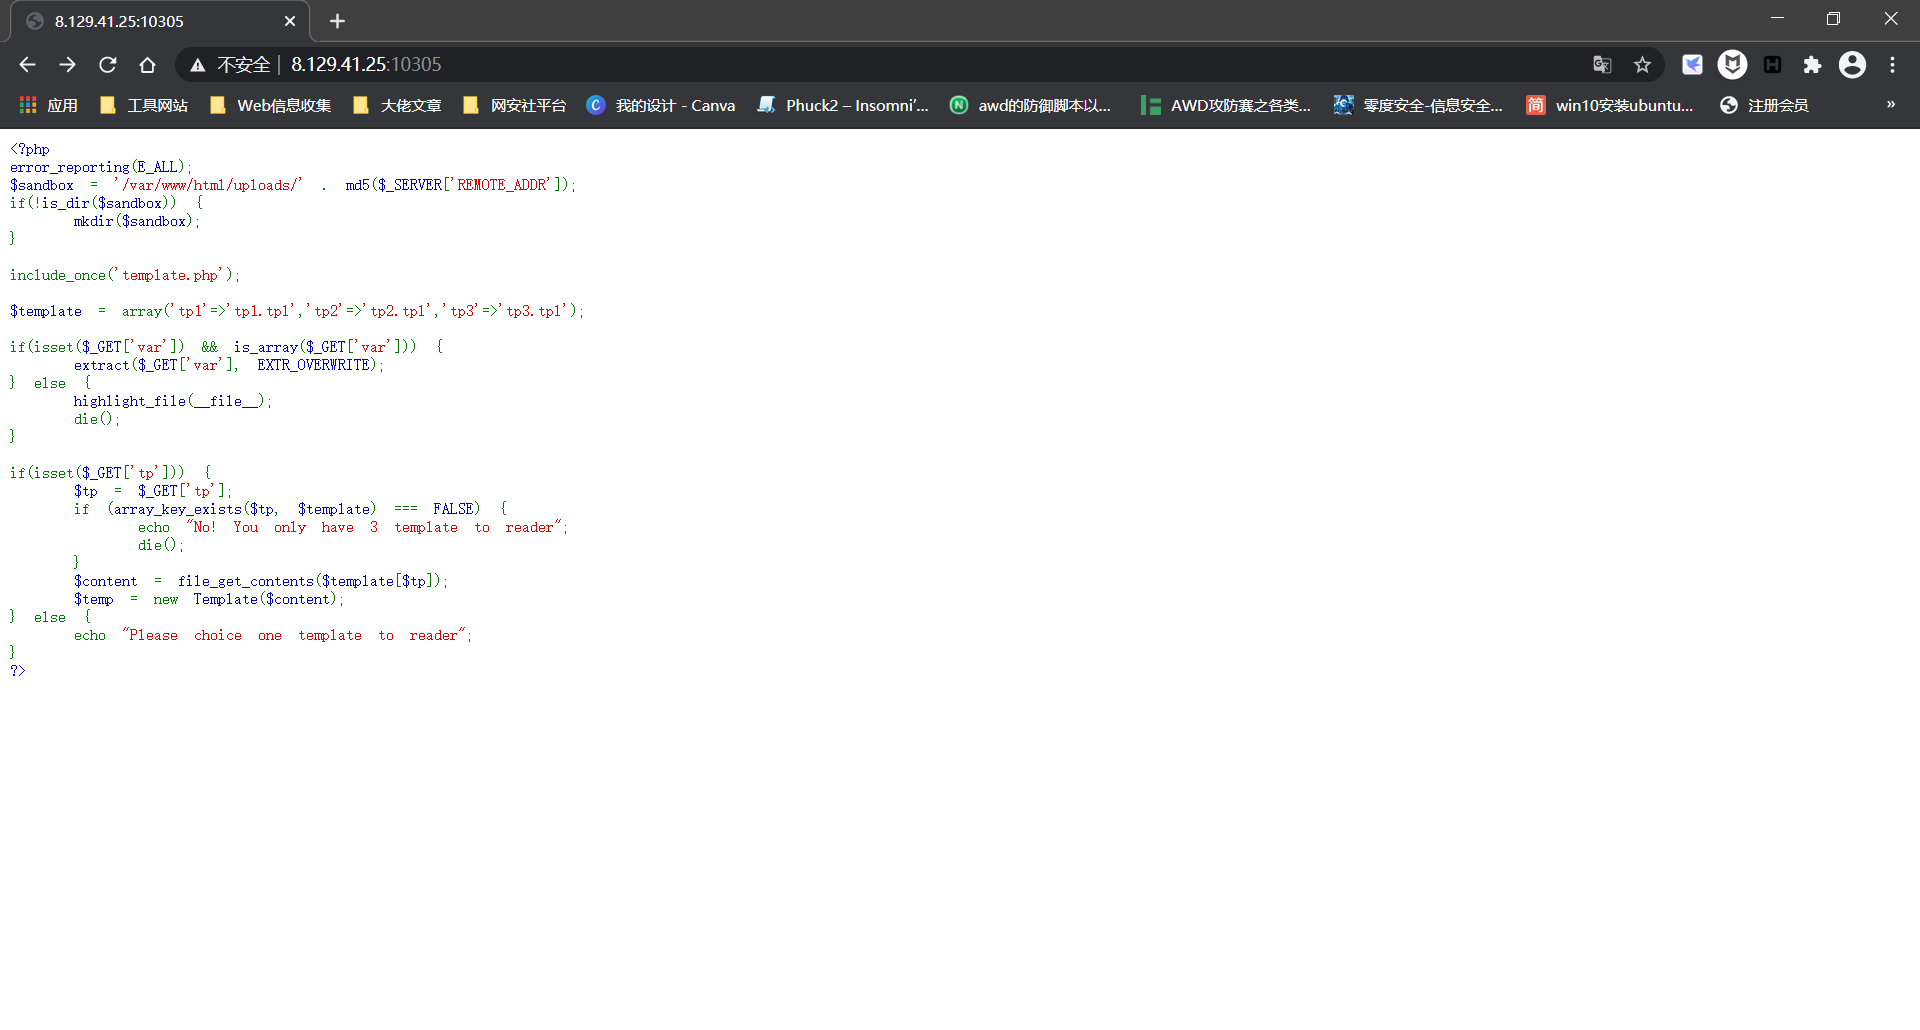 8.129.41.25:10305
不安全 | 8.129.41.25:10305
应用 工具网站 Web信息收集 大佬文章 网安社平台 我的设计 - Canva Phuck2 – Insomni'... awd的防御脚本以... AWD攻防赛之各类... 零度安全-信息安全... 简 win10安装ubuntu... 注册会员 »
<?php
error_reporting(E_ALL);
$sandbox = '/var/www/html/uploads/' . md5($_SERVER['REMOTE_ADDR']);
if(!is_dir($sandbox)) {
mkdir($sandbox);
}
include_once('template.php');
$template = array('tp1'=>'tp1.tpl','tp2'=>'tp2.tpl','tp3'=>'tp3.tpl');
if(isset($_GET['var']) && is_array($_GET['var'])) {
extract($_GET['var'], EXTR_OVERWRITE);
} else {
highlight_file(__file__);
die();
}
if(isset($_GET['tp'])) {
$tp = $_GET['tp'];
if (array_key_exists($tp, $template) === FALSE) {
echo "No! You only have 3 template to reader";
die();
}
$content = file_get_contents($template[$tp]);
$temp = new Template($content);
} else {
echo "Please choice one template to reader";
}
?>